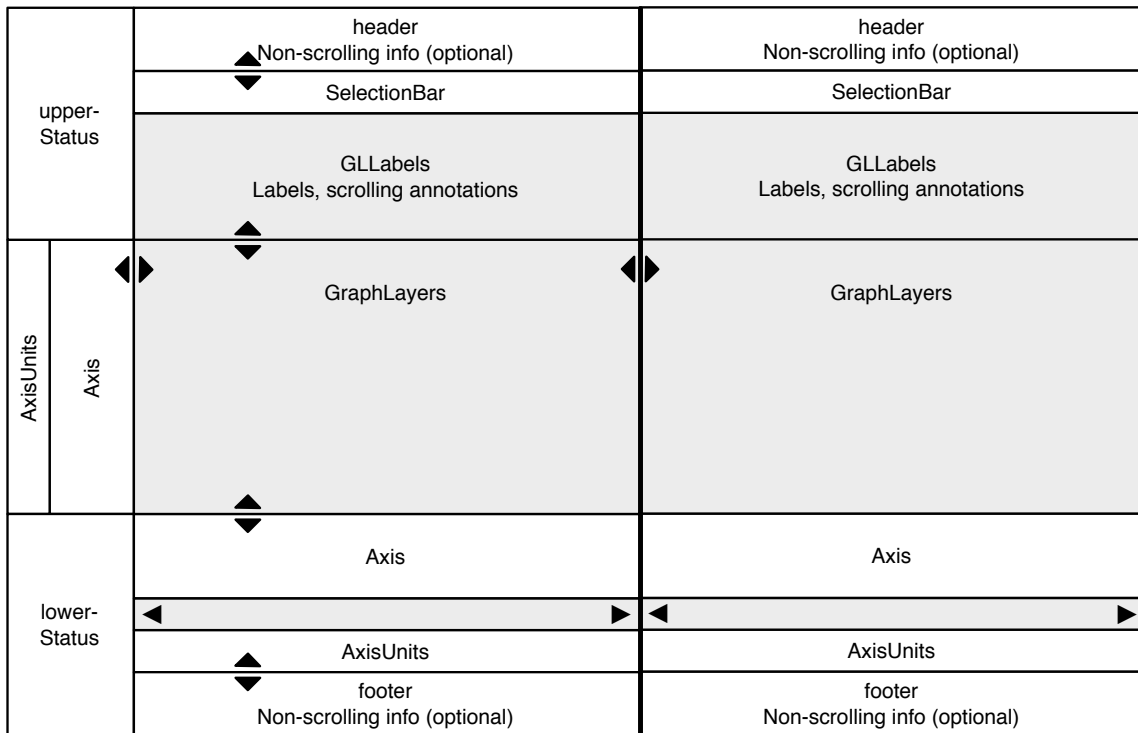 header
Non-scrolling info (optional)
header
Non-scrolling info (optional)
SelectionBar
SelectionBar
upper-
Status
GLLabels
Labels, scrolling annotations
GLLabels
Labels, scrolling annotations
AxisUnits
Axis
GraphLayers
GraphLayers
Axis
Axis
lower-
Status
AxisUnits
AxisUnits
footer
Non-scrolling info (optional)
footer
Non-scrolling info (optional)